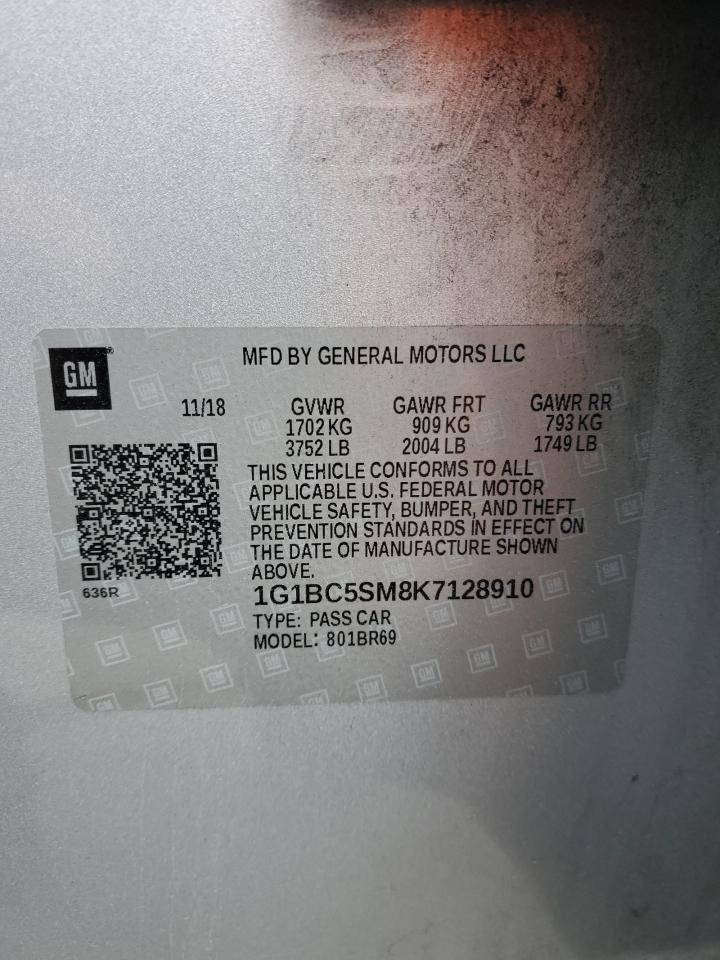 GM
MFD BY GENERAL MOTORS LLC
11/18 GVWR GAWR FRT GAWR RR
1702 KG 909 KG 793 KG
3752 LB 2004 LB 1749 LB
THIS VEHICLE CONFORMS TO ALL
APPLICABLE U.S. FEDERAL MOTOR
VEHICLE SAFETY, BUMPER, AND THEFT
PREVENTION STANDARDS IN EFFECT ON
THE DATE OF MANUFACTURE SHOWN
ABOVE.
636R
1G1BC5SM8K7128910
TYPE: PASS CAR
MODEL: 801BR69